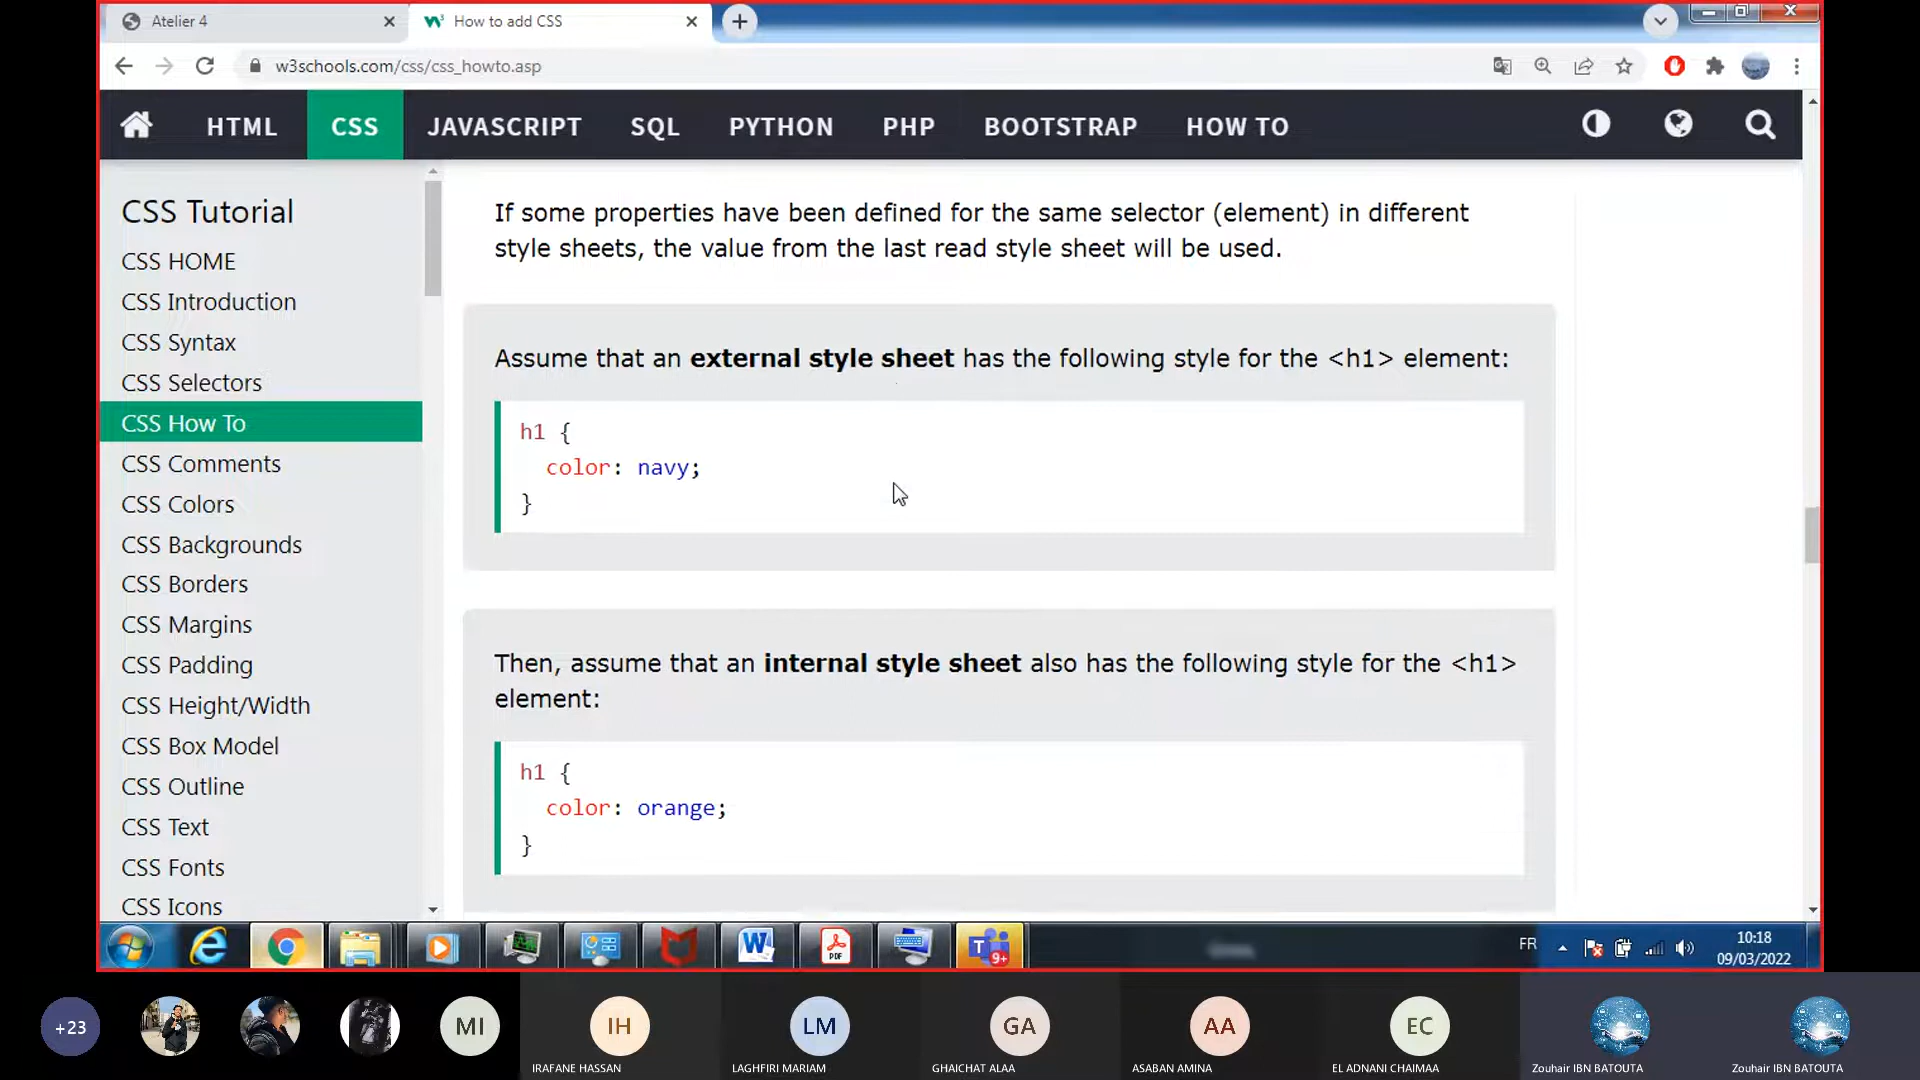 Atelier 4
How to add CSS
w3schools.com/css/css_howto.asp
HTML CSS JAVASCRIPT SQL PYTHON PHP BOOTSTRAP HOW TO
CSS Tutorial
CSS HOME
CSS Introduction
CSS Syntax
CSS Selectors
CSS How To
CSS Comments
CSS Colors
CSS Backgrounds
CSS Borders
CSS Margins
CSS Padding
CSS Height/Width
CSS Box Model
CSS Outline
CSS Text
CSS Fonts
CSS Icons
If some properties have been defined for the same selector (element) in different
style sheets, the value from the last read style sheet will be used.
Assume that an external style sheet has the following style for the <h1> element:
h1 {
color: navy;
}
Then, assume that an internal style sheet also has the following style for the <h1>
element:
h1 {
color: orange;
}
W
PDF
T
9+
FR
10:18
09/03/2022
+23
MI
IH
LM
GA
AA
EC
IRAFANE HASSAN
LAGHFIRI MARIAM
GHAICHAT ALAA
ASABAN AMINA
EL ADNANI CHAIMAA
Zouhair IBN BATOUTA
Zouhair IBN BATOUTA